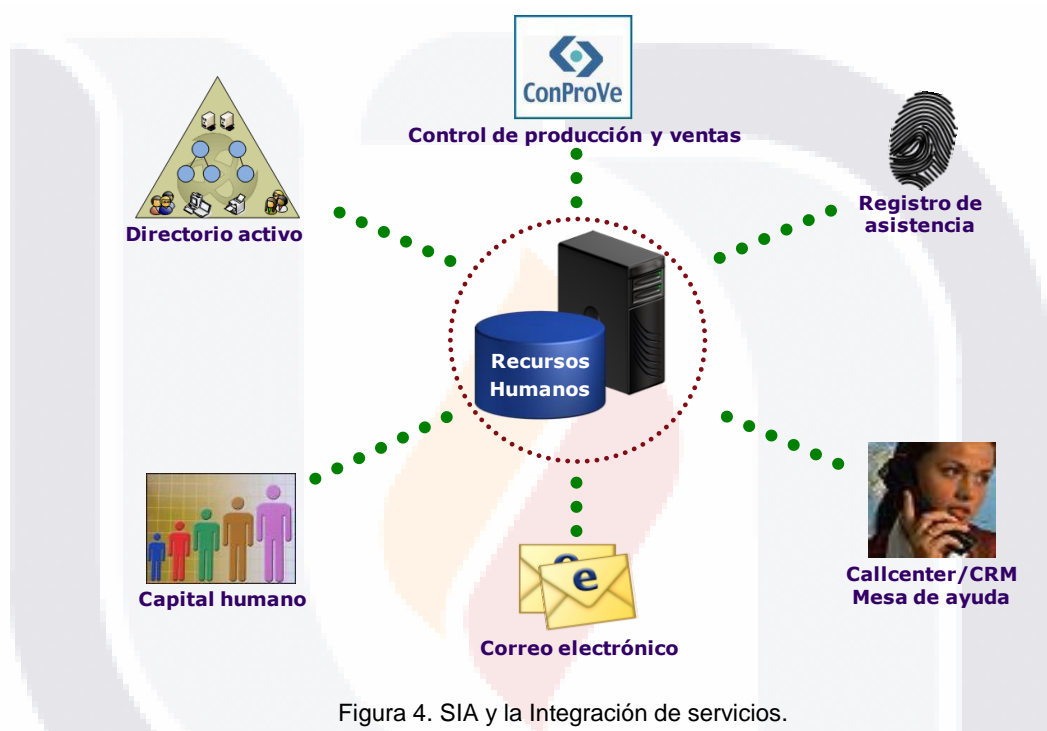 ConProVe
Control de producción y ventas
Directorio activo
Registro de
asistencia
Recursos
Humanos
Capital humano
e
e
Correo electrónico
Callcenter/CRM
Mesa de ayuda
Figura 4. SIA y la Integración de servicios.